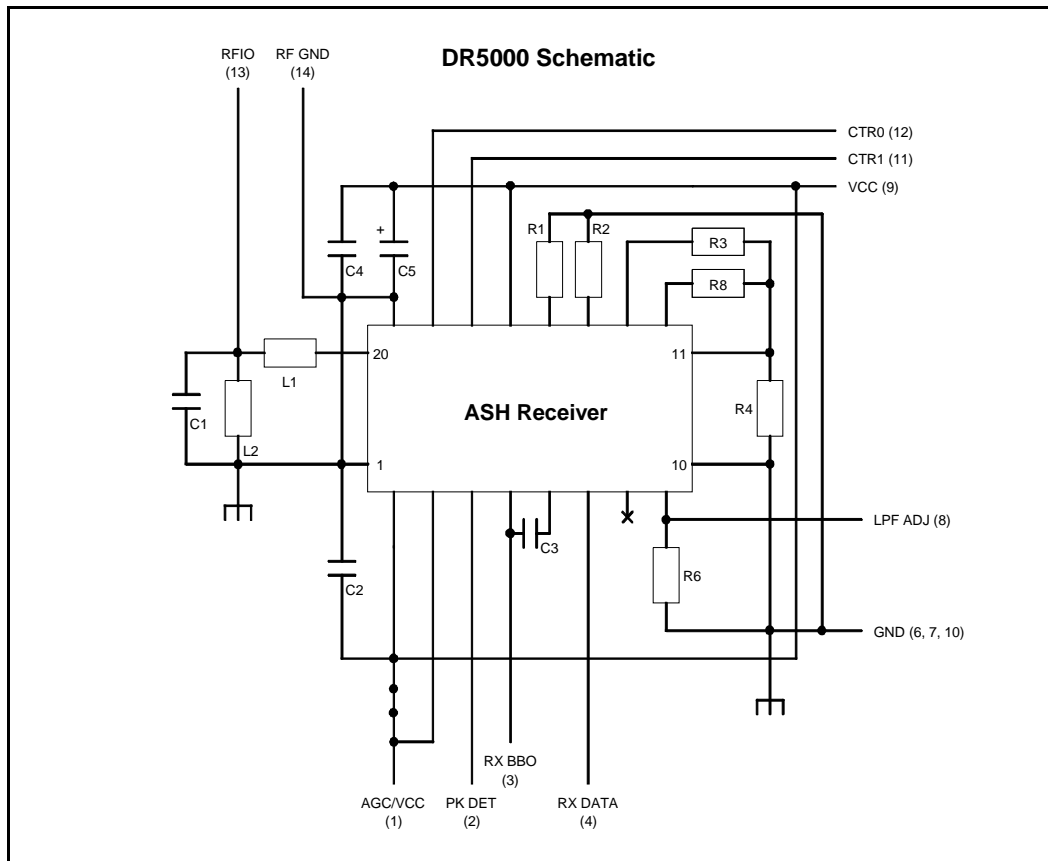 RFIO
(13)
RF GND
(14)
DR5000 Schematic
CTR0 (12)
CTR1 (11)
VCC (9)
R1
R2
R3
+
C4
C5
R8
20
11
L1
ASH Receiver
R4
C1
L2
1
10
C3
LPF ADJ (8)
C2
R6
GND (6, 7, 10)
RX BBO
(3)
AGC/VCC
(1)
PK DET
(2)
RX DATA
(4)